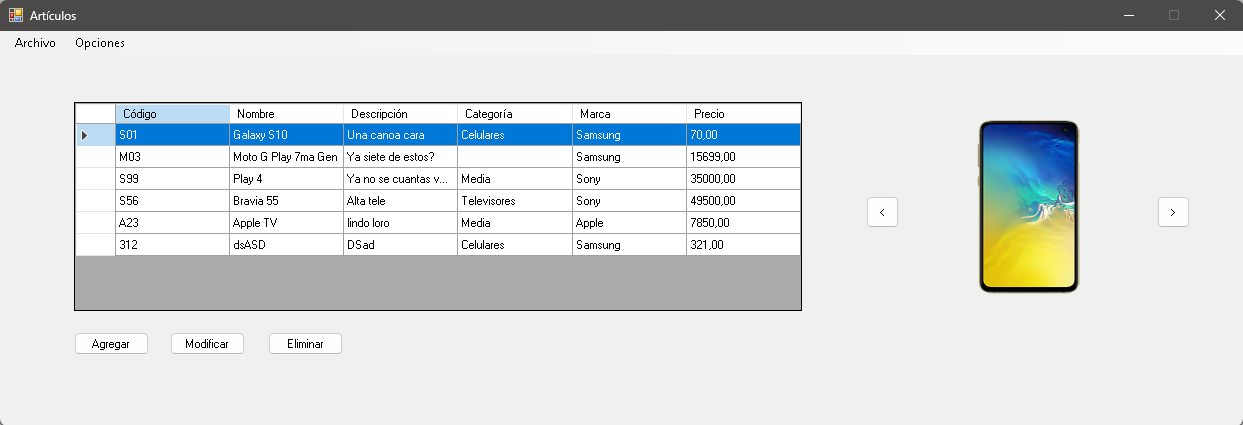 Artículos
Archivo Opciones
Código Nombre Descripción Categoría Marca Precio
S01 Galaxy S10 Una canoa cara Celulares Samsung 70,00
M03 Moto G Play 7ma Gen Ya siete de estos? Samsung 15699,00
S99 Play 4 Ya no se cuantas v... Media Sony 35000,00
S56 Bravia 55 Alta tele Televisores Sony 49500,00
A23 Apple TV lindo loro Media Apple 7850,00
312 dsASD DSad Celulares Samsung 321,00
< >
Agregar Modificar Eliminar